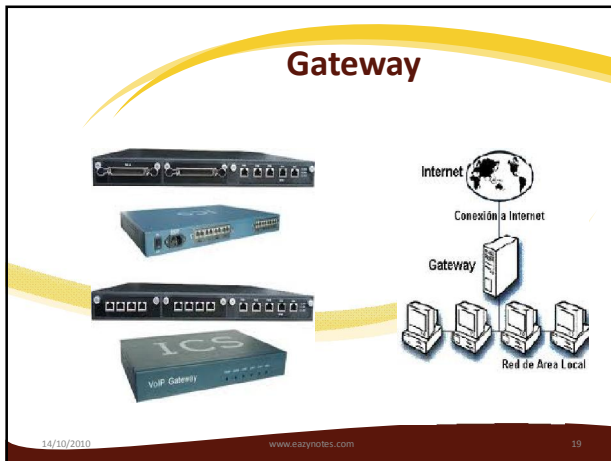 Gateway
ICS
VoIP Gateway
Internet
Conexión a Internet
Gateway
Red de Area Local
14/10/2010
www.eazynotes.com
19